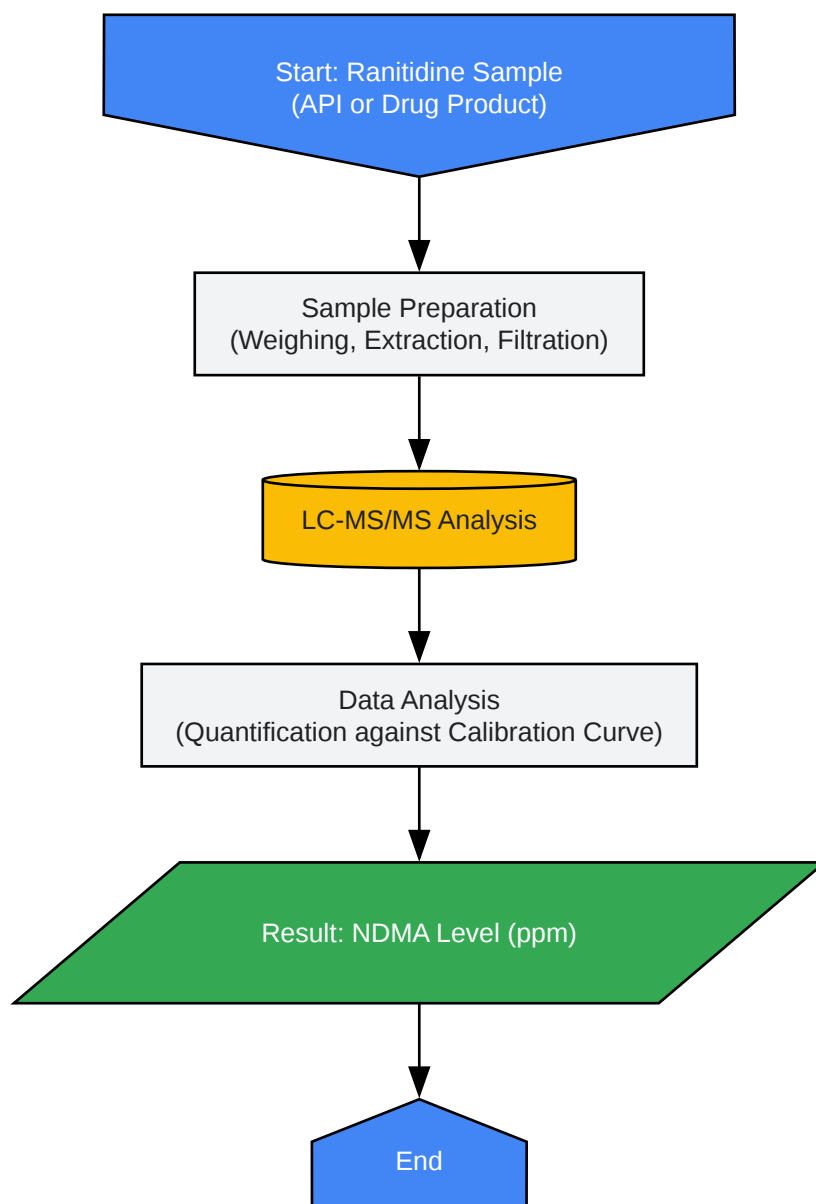 Start: Ranitidine Sample
(API or Drug Product)
Sample Preparation
(Weighing, Extraction, Filtration)
LC-MS/MS Analysis
Data Analysis
(Quantification against Calibration Curve)
Result: NDMA Level (ppm)
End